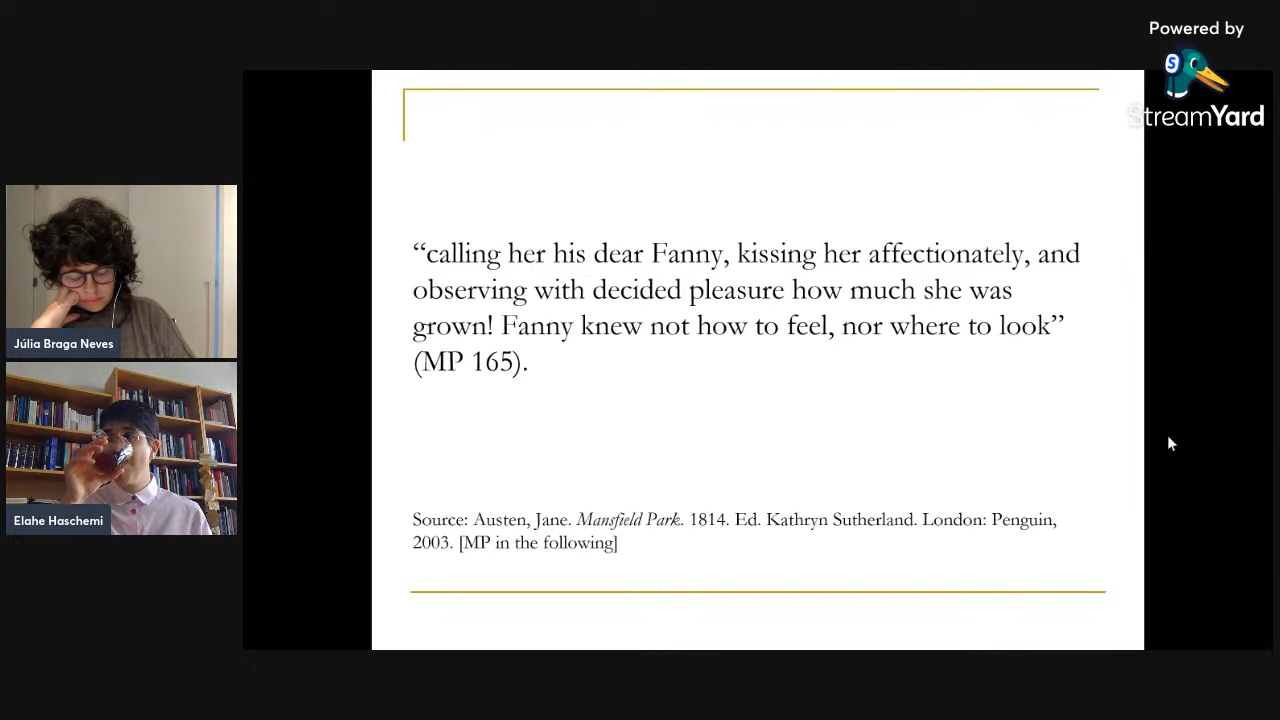 Powered by
StreamYard
“calling her his dear Fanny, kissing her affectionately, and
observing with decided pleasure how much she was
grown! Fanny knew not how to feel, nor where to look”
(MP 165).
Júlia Braga Neves
Elahe Haschemi
Source: Austen, Jane. Mansfield Park. 1814. Ed. Kathryn Sutherland. London: Penguin,
2003. [MP in the following]